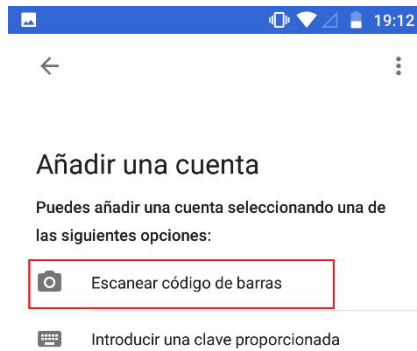 19:12
Añadir una cuenta
Puedes añadir una cuenta seleccionando una de
las siguientes opciones:
Escanear código de barras
Introducir una clave proporcionada